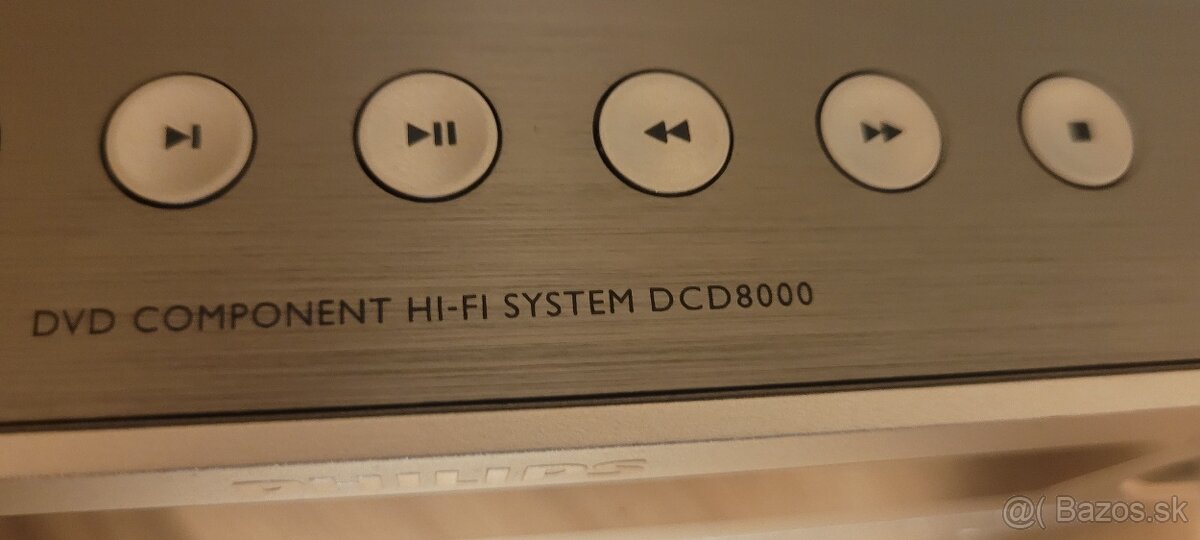 DVD COMPONENT HI-FI SYSTEM DCD8000
PHILIPS
@( Bazos.sk